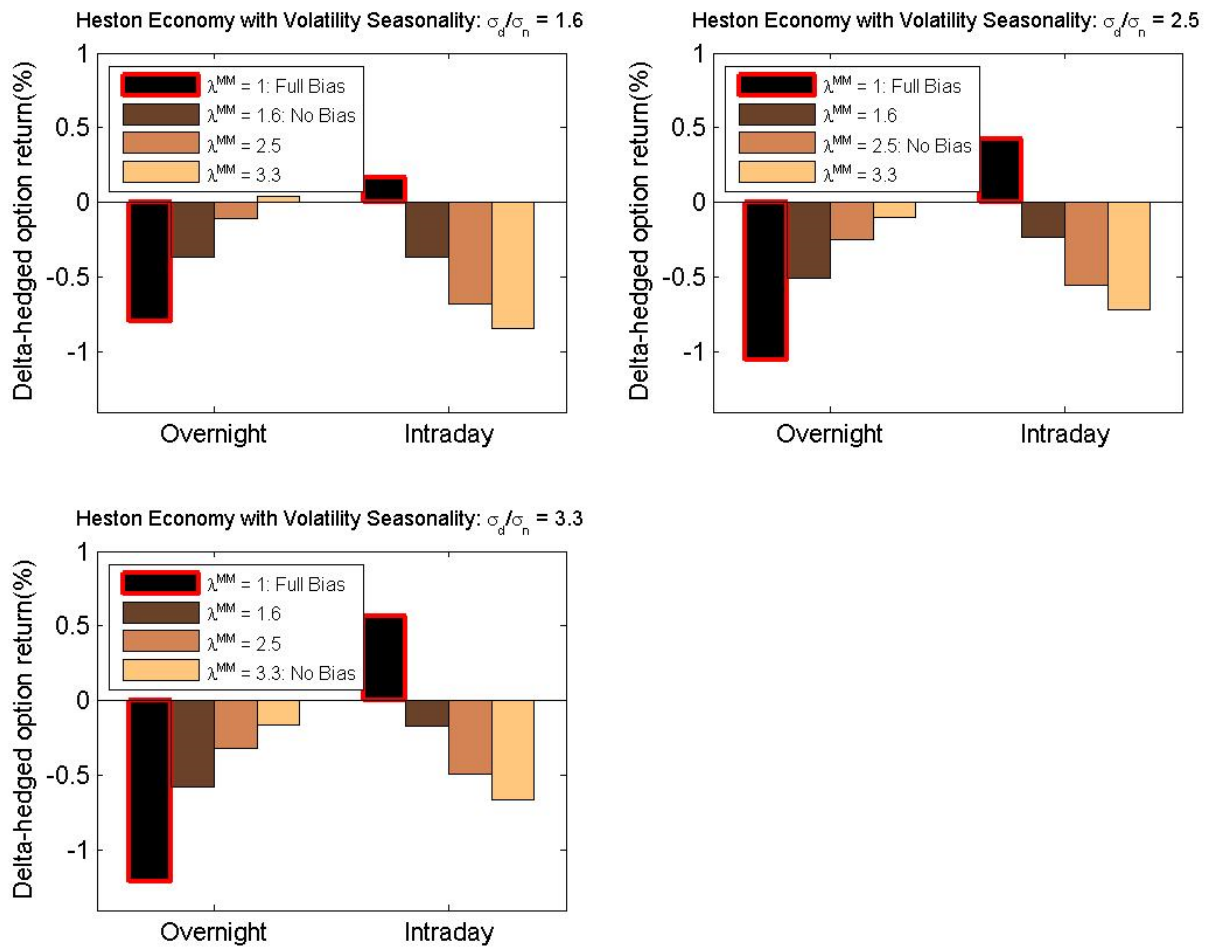 Heston Economy with Volatility Seasonality: σd/σn = 1.6
Delta-hedged option return(%)
1
0.5
0
-0.5
-1
λMM = 1: Full Bias
λMM = 1.6: No Bias
λMM = 2.5
λMM = 3.3
Overnight
Intraday
Heston Economy with Volatility Seasonality: σd/σn = 2.5
Delta-hedged option return(%)
1
0.5
0
-0.5
-1
λMM = 1: Full Bias
λMM = 1.6
λMM = 2.5: No Bias
λMM = 3.3
Overnight
Intraday
Heston Economy with Volatility Seasonality: σd/σn = 3.3
Delta-hedged option return(%)
1
0.5
0
-0.5
-1
λMM = 1: Full Bias
λMM = 1.6
λMM = 2.5
λMM = 3.3: No Bias
Overnight
Intraday